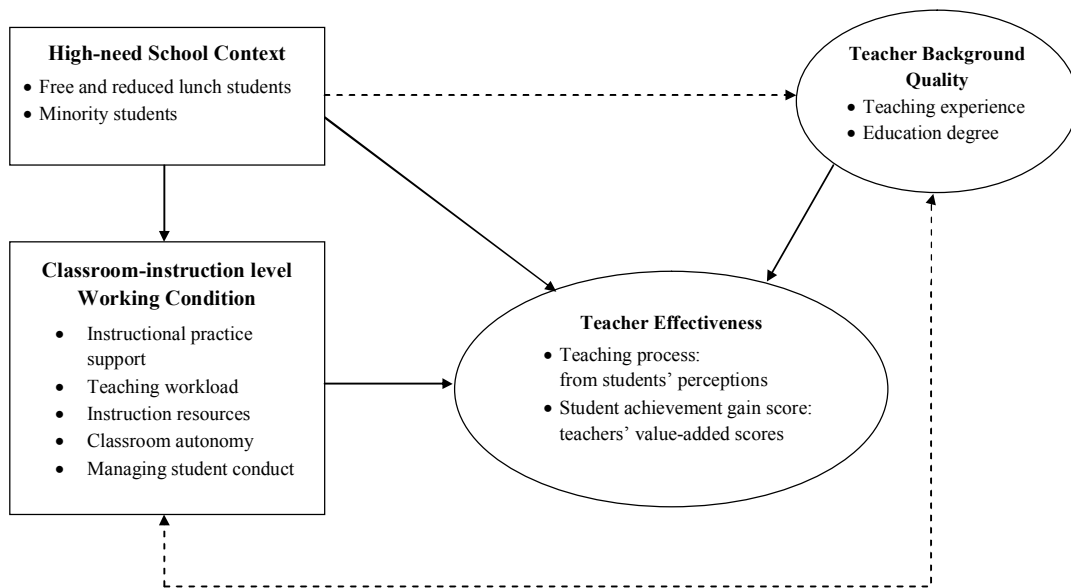 High-need School Context
• Free and reduced lunch students
• Minority students
Teacher Background
Quality
• Teaching experience
• Education degree
Classroom-instruction level
Working Condition
• Instructional practice
support
• Teaching workload
• Instruction resources
• Classroom autonomy
• Managing student conduct
Teacher Effectiveness
• Teaching process:
from students’ perceptions
• Student achievement gain score:
teachers’ value-added scores